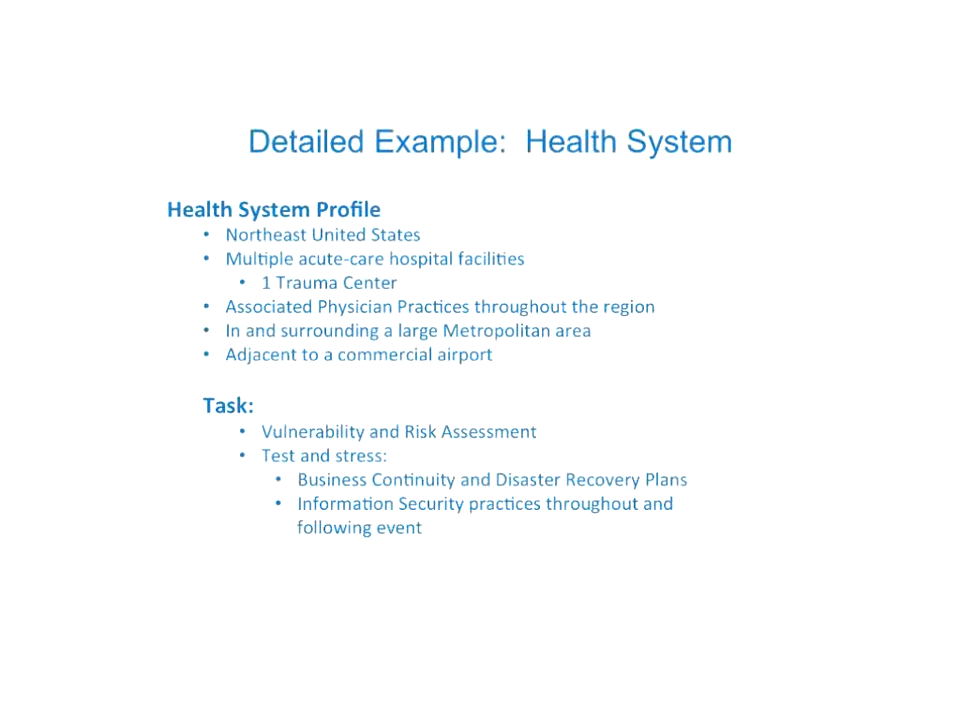 Detailed Example:  Health System
Health System Profile
• Northeast United States
• Multiple acute-care hospital facilities
• 1 Trauma Center
• Associated Physician Practices throughout the region
• In and surrounding a large Metropolitan area
• Adjacent to a commercial airport
Task:
• Vulnerability and Risk Assessment
• Test and stress:
• Business Continuity and Disaster Recovery Plans
• Information Security practices throughout and
following event